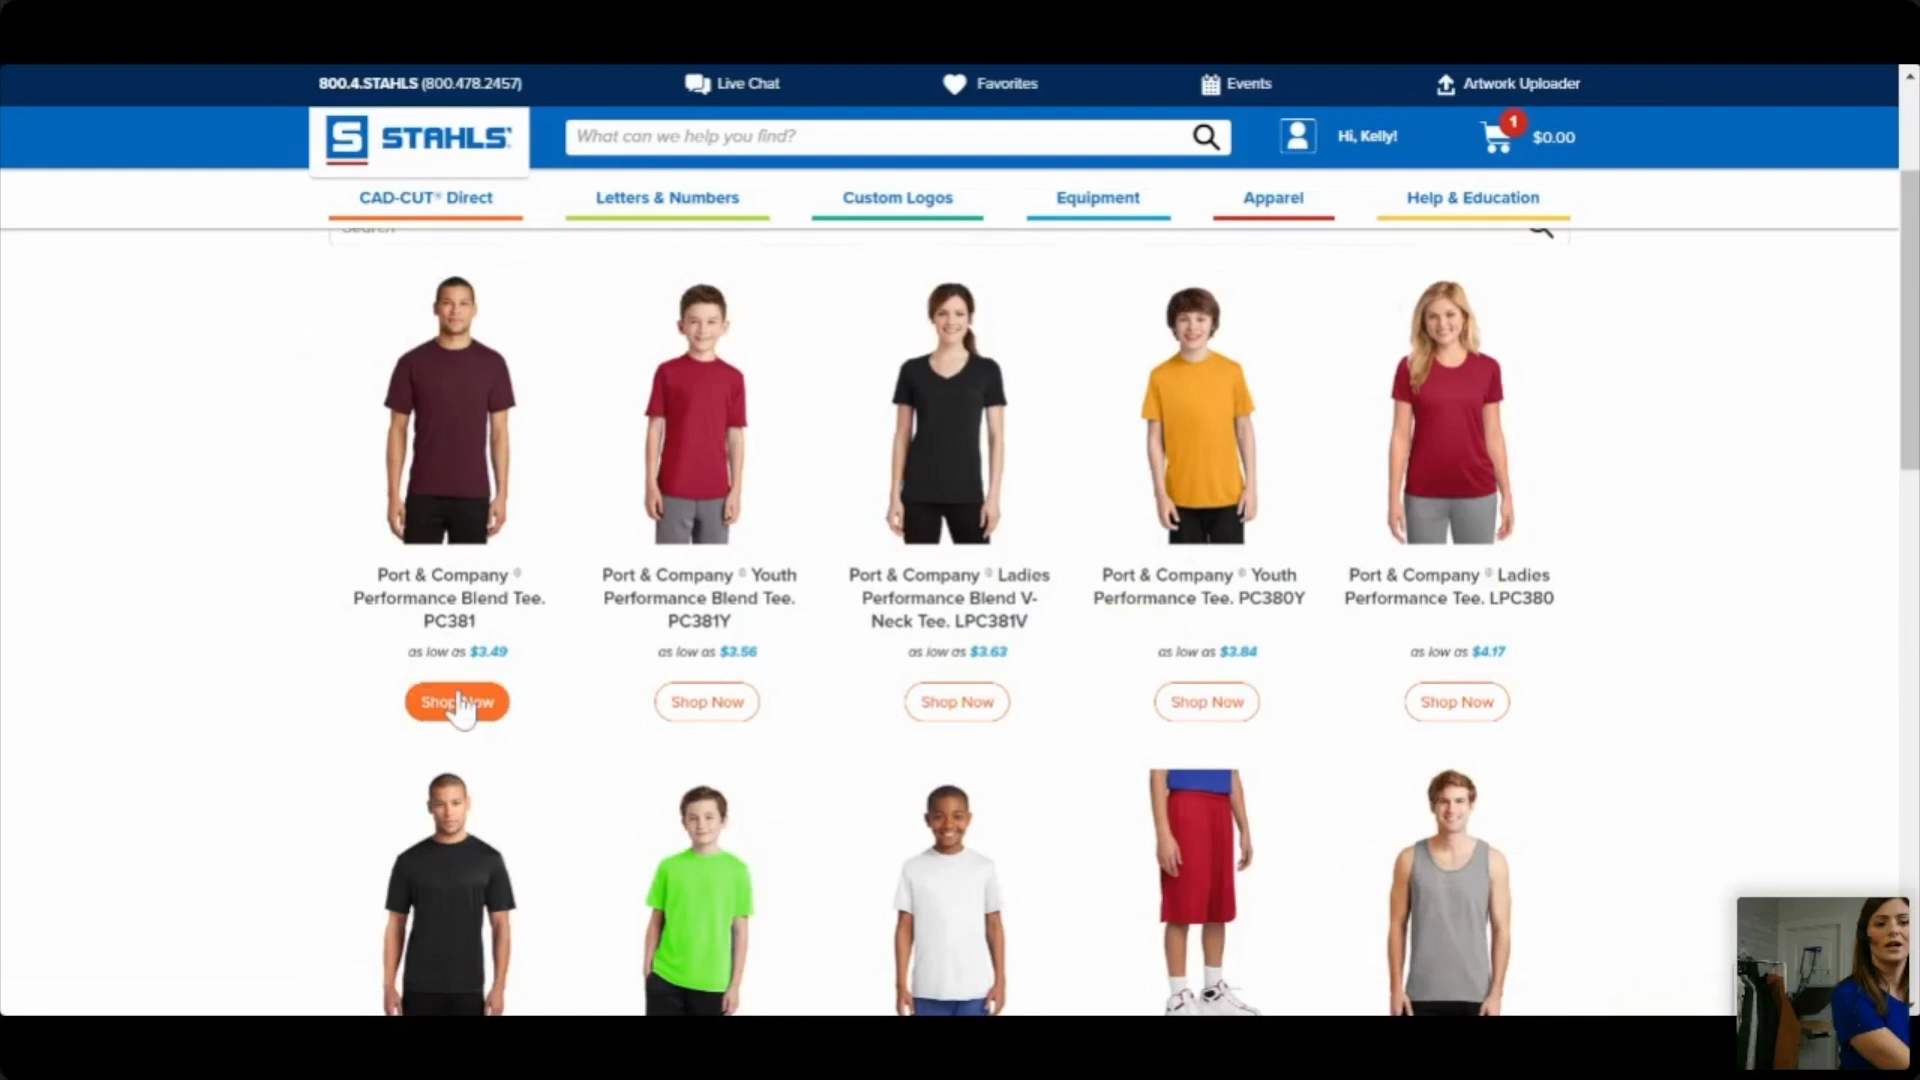 800.4.STAHLS (800.478.2457)
Live Chat
Favorites
Events
Artwork Uploader
S STAHLS'
What can we help you find?
Hi, Kelly!
1
$0.00
CAD-CUT® Direct
Letters & Numbers
Custom Logos
Equipment
Apparel
Help & Education
Search
Port & Company ®
Performance Blend Tee.
PC381
as low as $3.49
Shop Now
Port & Company ® Youth
Performance Blend Tee.
PC381Y
as low as $3.56
Shop Now
Port & Company ® Ladies
Performance Blend V-
Neck Tee. LPC381V
as low as $3.63
Shop Now
Port & Company ® Youth
Performance Tee. PC380Y
as low as $3.84
Shop Now
Port & Company ® Ladies
Performance Tee. LPC380
as low as $4.17
Shop Now